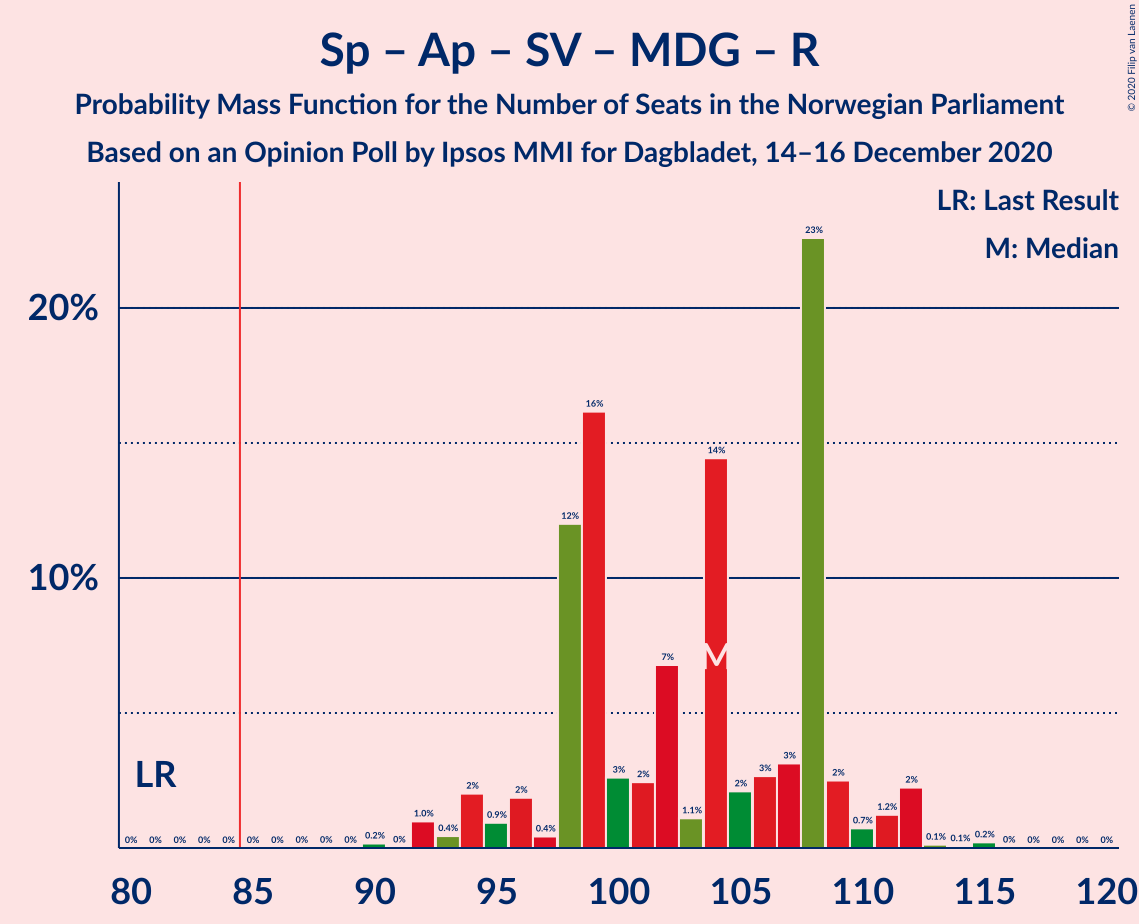 Sp – Ap – SV – MDG – R
Probability Mass Function for the Number of Seats in the Norwegian Parliament
Based on an Opinion Poll by Ipsos MMI for Dagbladet, 14–16 December 2020
© 2020 Filip van Laenen
LR: Last Result
M: Median
20%
10%
LR
M
0% 0% 0% 0% 0% 0% 0% 0% 0% 0% 0.2% 0% 1.0% 0.4% 2% 0.9% 2% 0.4% 12% 16% 3% 2% 7% 1.1% 14% 2% 3% 3% 23% 2% 0.7% 1.2% 2% 0.1% 0.1% 0.2% 0% 0% 0% 0% 0%
80 85 90 95 100 105 110 115 120